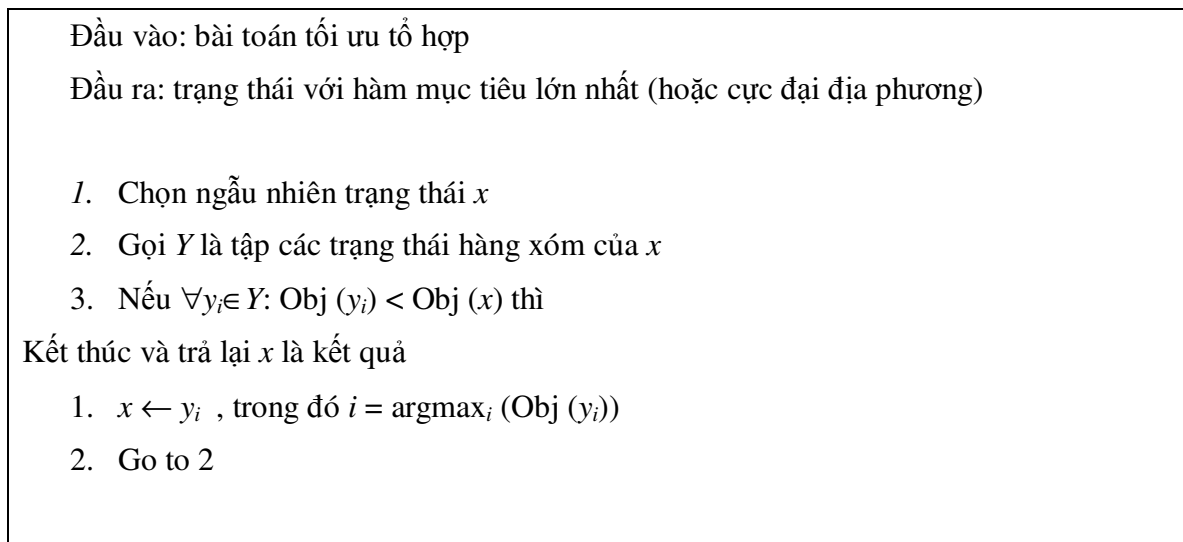 Đầu vào: bài toán tối ưu tổ hợp
Đầu ra: trạng thái với hàm mục tiêu lớn nhất (hoặc cực đại địa phương)
1. Chọn ngẫu nhiên trạng thái x
2. Gọi Y là tập các trạng thái hàng xóm của x
3. Nếu ∀yᵢ∈ Y: Obj (yᵢ) < Obj (x) thì
Kết thúc và trả lại x là kết quả
1. x ← yᵢ , trong đó i = argmaxᵢ (Obj (yᵢ))
2. Go to 2